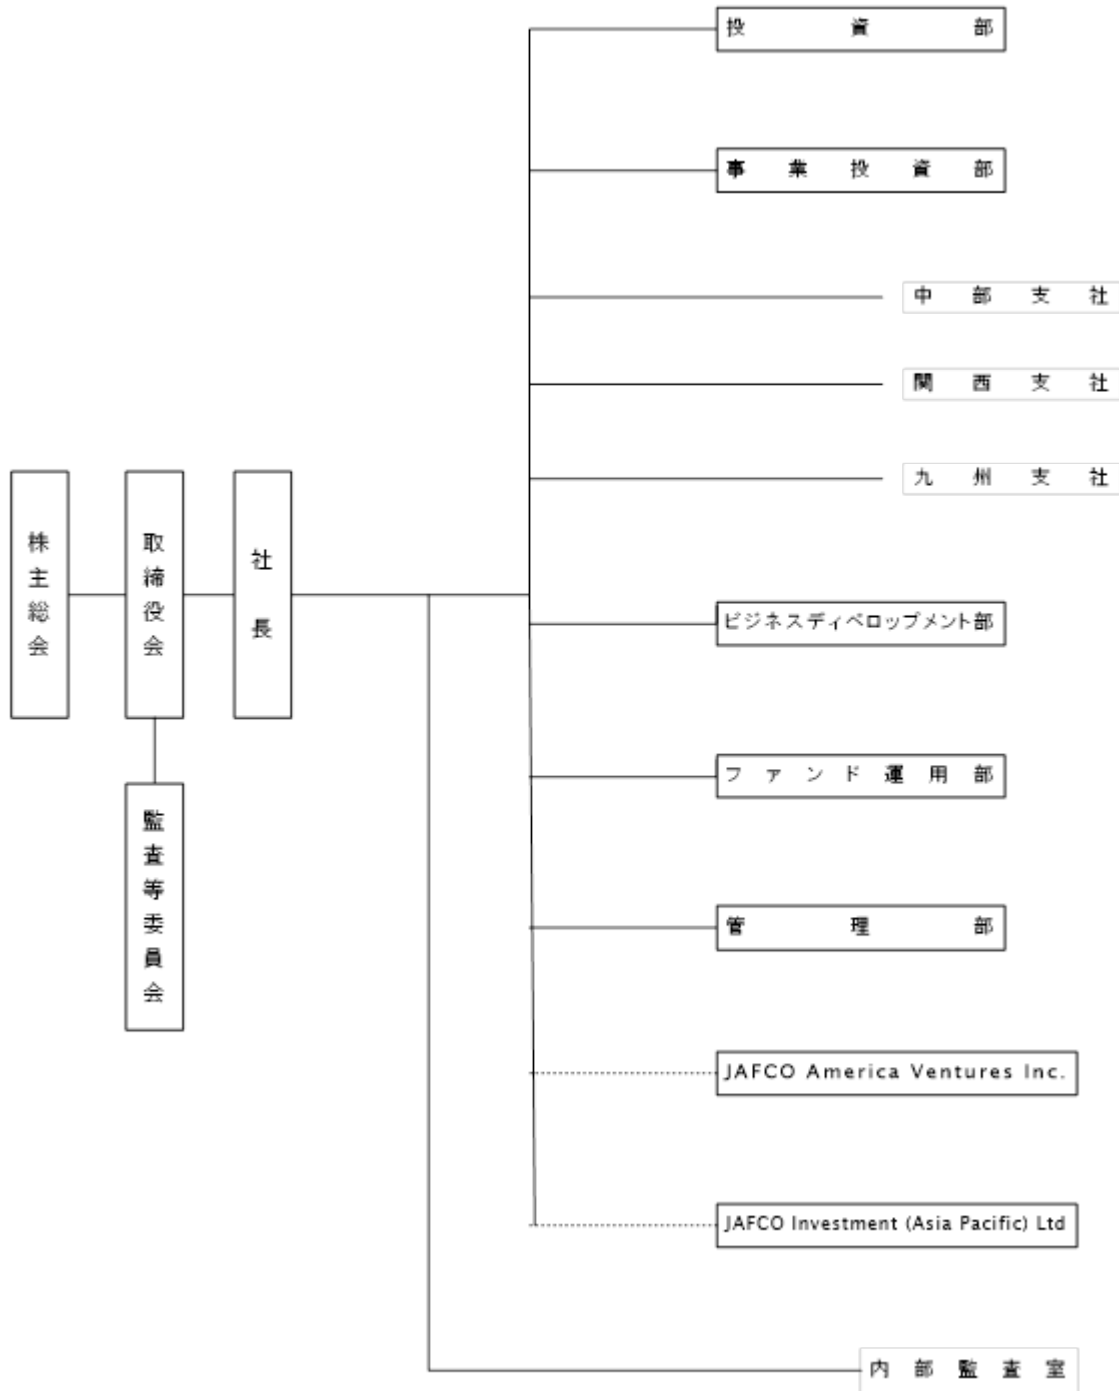 投資部
事業投資部
中部支社
関西支社
九州支社
株主総会
取締役会
社長
ビジネスディベロップメント部
ファンド運用部
監査等委員会
管理部
JAFCO America Ventures Inc.
JAFCO Investment (Asia Pacific) Ltd
内部監査室